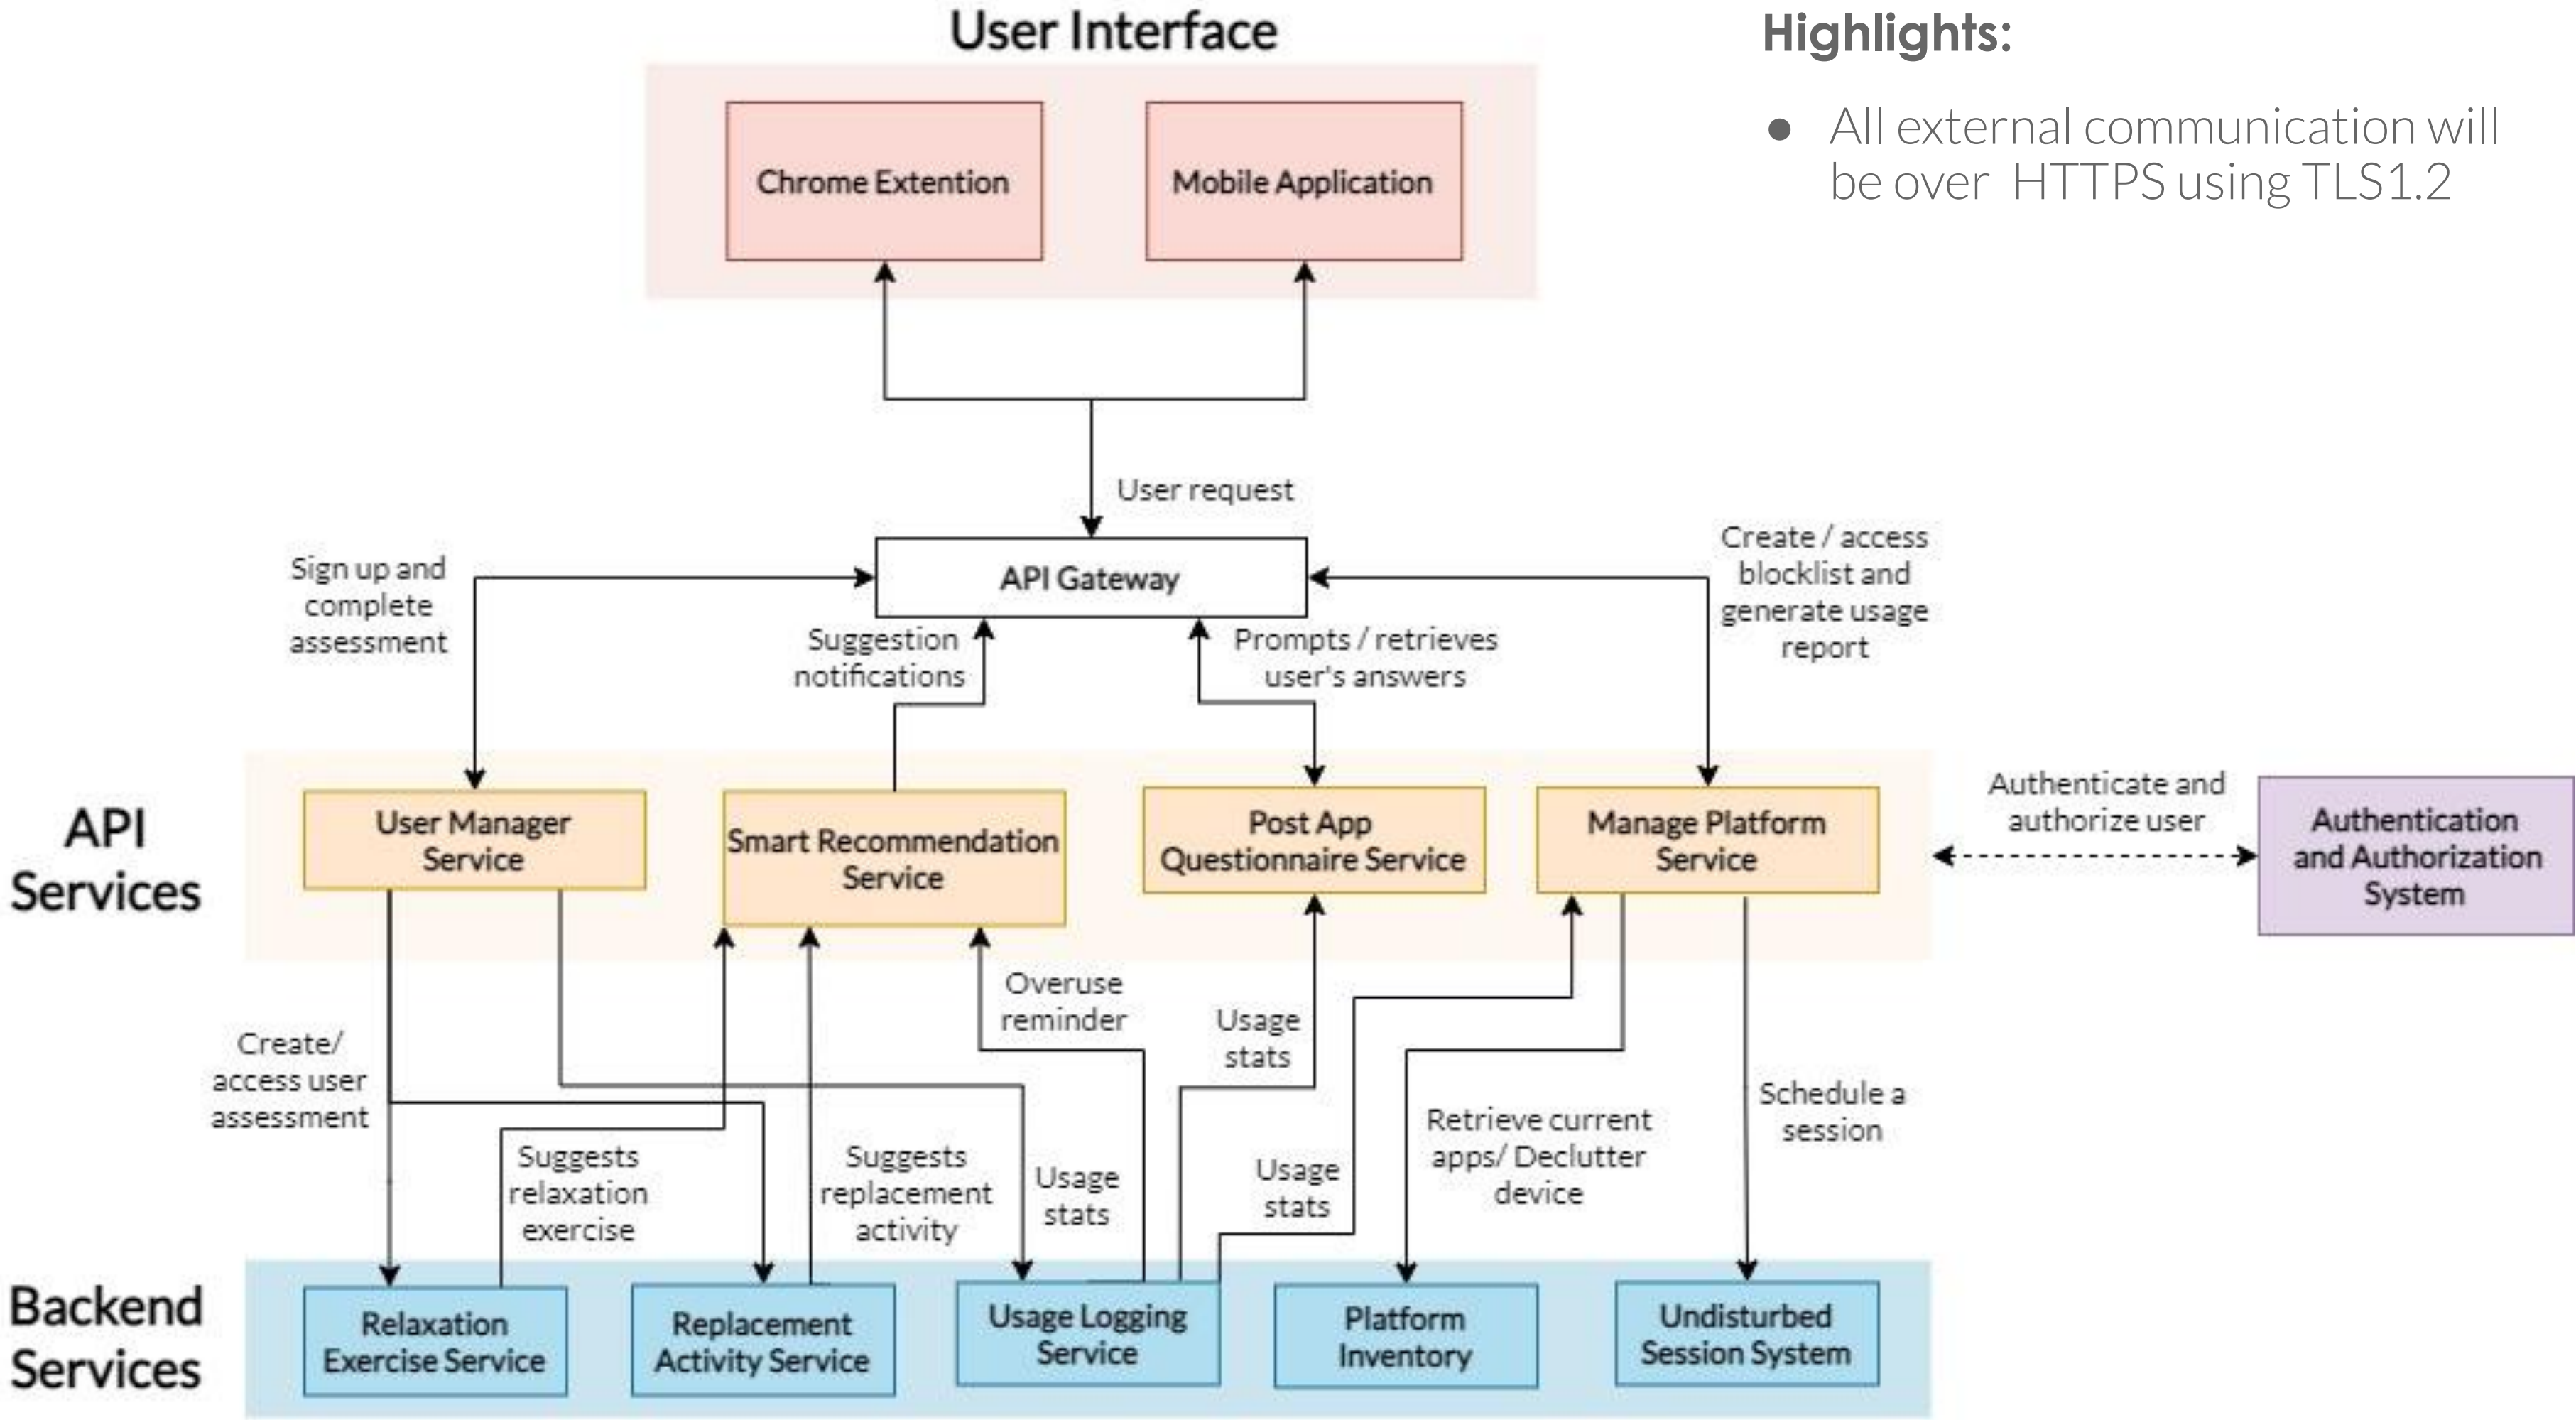 User Interface
Highlights:
● All external communication will
be over HTTPS using TLS1.2
Chrome Extention
Mobile Application
User request
API Gateway
Sign up and
complete
assessment
Suggestion
notifications
Prompts / retrieves
user's answers
Create / access
blocklist and
generate usage
report
API
Services
User Manager
Service
Smart Recommendation
Service
Post App
Questionnaire Service
Manage Platform
Service
Authenticate and
authorize user
Authentication
and Authorization
System
Create/
access user
assessment
Suggests
relaxation
exercise
Suggests
replacement
activity
Overuse
reminder
Usage
stats
Usage
stats
Usage
stats
Retrieve current
apps/ Declutter
device
Schedule a
session
Backend
Services
Relaxation
Exercise Service
Replacement
Activity Service
Usage Logging
Service
Platform
Inventory
Undisturbed
Session System